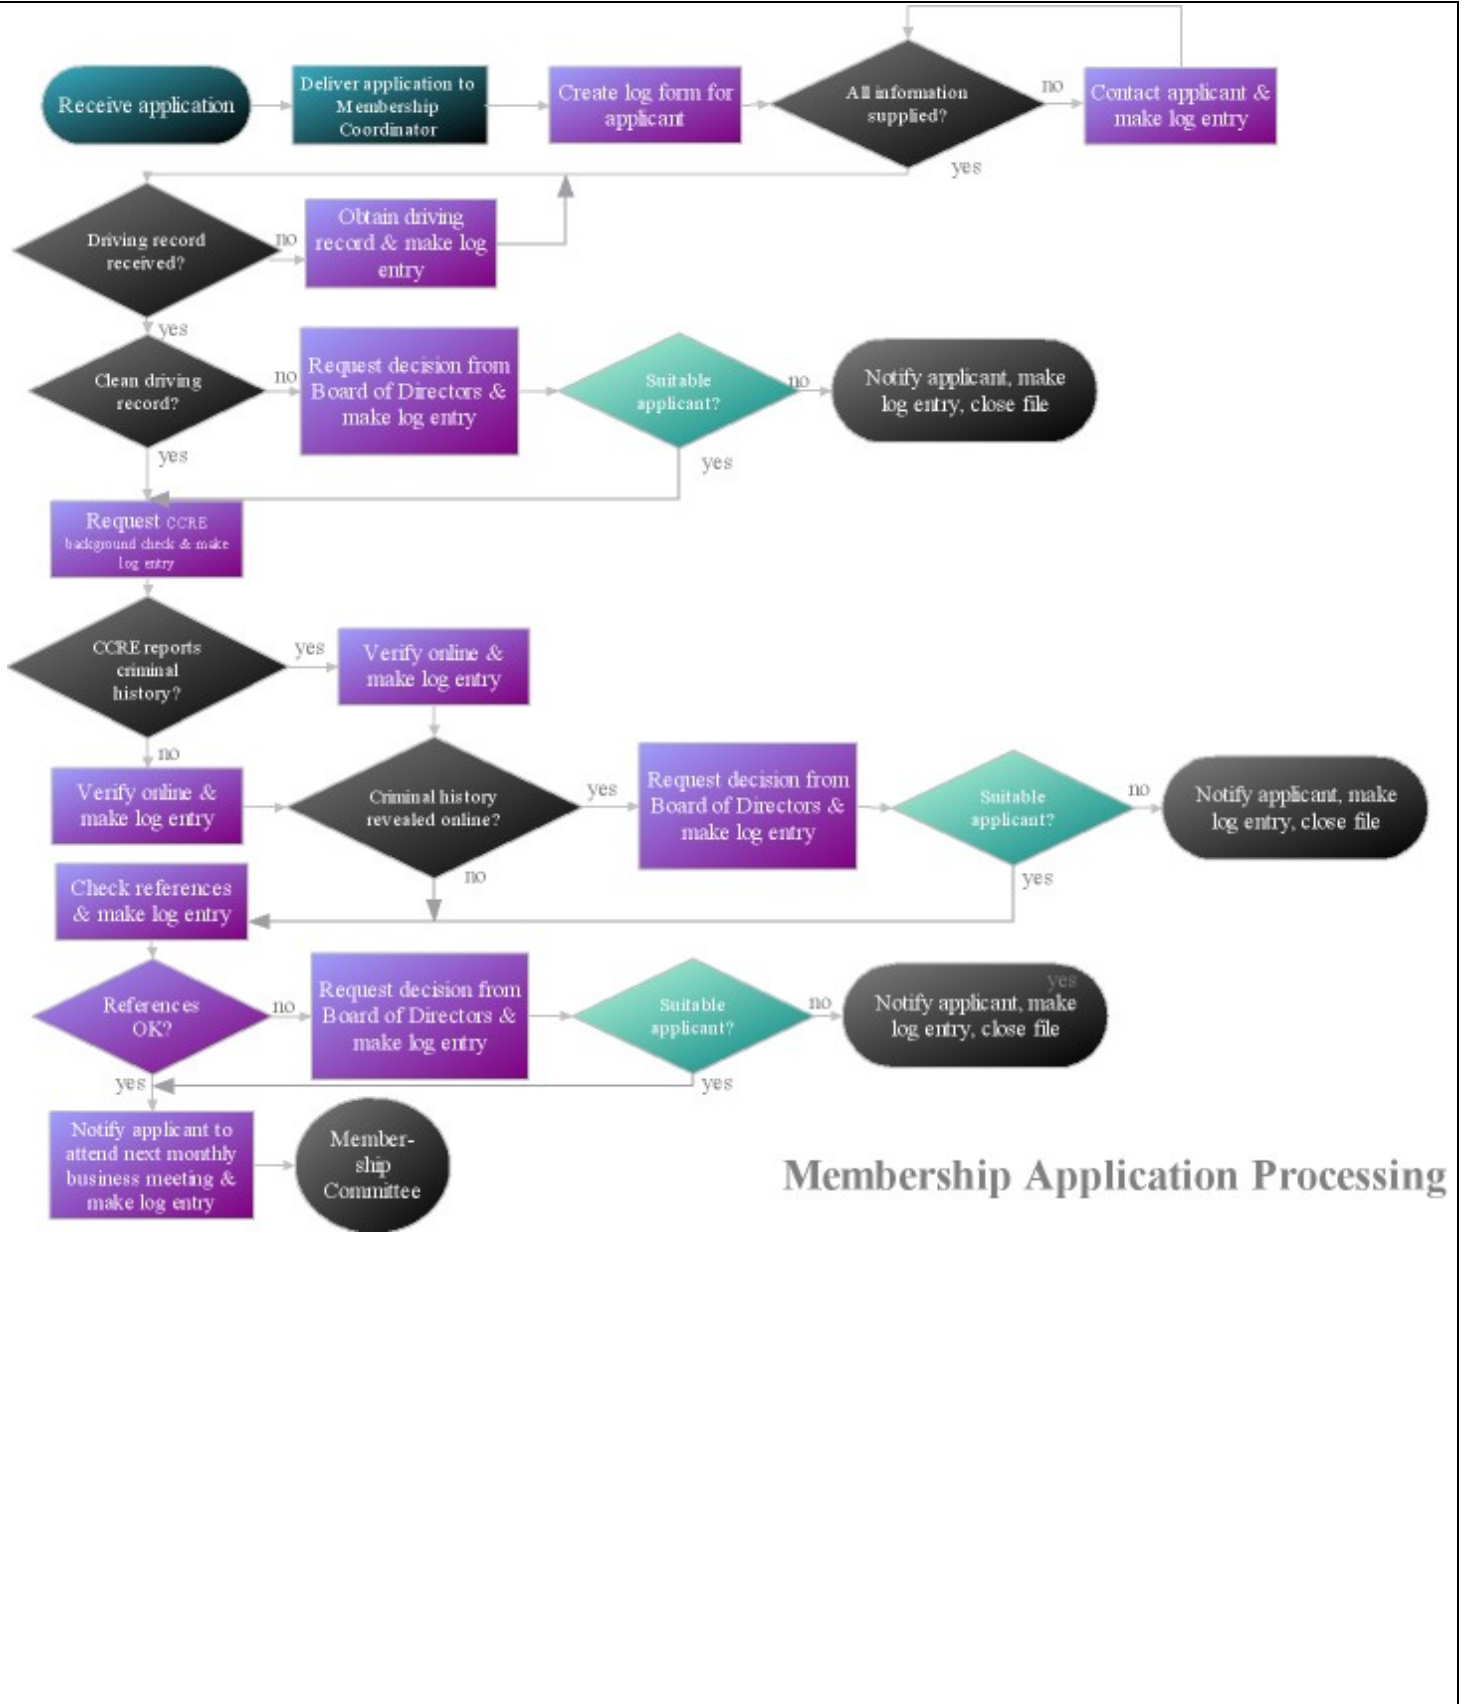 Receive application
Deliver application to
Membership
Coordinator
Create log form for
applicant
All information
supplied?
no
Contact applicant &
make log entry
yes
Driving record
received?
no
Obtain driving
record & make log
entry
yes
Clean driving
record?
no
Request decision from
Board of Directors &
make log entry
Suitable
applicant?
no
Notify applicant, make
log entry, close file
yes
yes
Request CCRE
background check & make
log entry
CCRE reports
criminal
history?
yes
Verify online &
make log entry
no
Verify online &
make log entry
Criminal history
revealed online?
yes
Request decision from
Board of Directors &
make log entry
Suitable
applicant?
no
Notify applicant, make
log entry, close file
no
yes
Check references
& make log entry
References
OK?
no
Request decision from
Board of Directors &
make log entry
Suitable
applicant?
no
yes
Notify applicant, make
log entry, close file
yes
yes
Notify applicant to
attend next monthly
business meeting &
make log entry
Member-
ship
Committee
Membership Application Processing